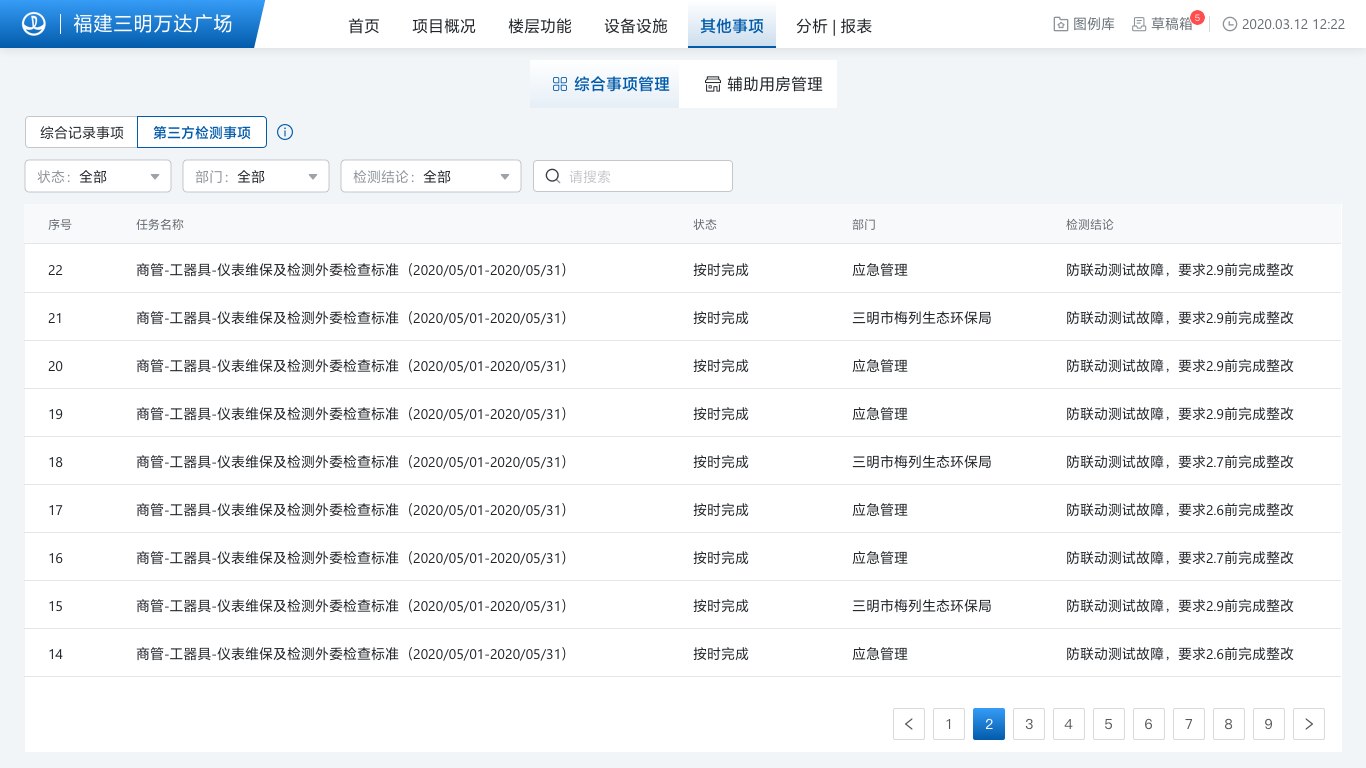 福建三明万达广场 首页 项目概况 楼层功能 设备设施 其他事项 分析 | 报表 图例库 草稿箱 5 2020.03.12 12:22
综合事项管理 辅助用房管理
综合记录事项 第三方检测事项
状态：全部 部门：全部 检测结论：全部 请搜索
序号 任务名称 状态 部门 检测结论
22 商管-工器具-仪表维保及检测外委检查标准（2020/05/01-2020/05/31） 按时完成 应急管理 防联动测试故障，要求2.9前完成整改
21 商管-工器具-仪表维保及检测外委检查标准（2020/05/01-2020/05/31） 按时完成 三明市梅列生态环保局 防联动测试故障，要求2.9前完成整改
20 商管-工器具-仪表维保及检测外委检查标准（2020/05/01-2020/05/31） 按时完成 应急管理 防联动测试故障，要求2.9前完成整改
19 商管-工器具-仪表维保及检测外委检查标准（2020/05/01-2020/05/31） 按时完成 应急管理 防联动测试故障，要求2.9前完成整改
18 商管-工器具-仪表维保及检测外委检查标准（2020/05/01-2020/05/31） 按时完成 三明市梅列生态环保局 防联动测试故障，要求2.7前完成整改
17 商管-工器具-仪表维保及检测外委检查标准（2020/05/01-2020/05/31） 按时完成 应急管理 防联动测试故障，要求2.6前完成整改
16 商管-工器具-仪表维保及检测外委检查标准（2020/05/01-2020/05/31） 按时完成 应急管理 防联动测试故障，要求2.7前完成整改
15 商管-工器具-仪表维保及检测外委检查标准（2020/05/01-2020/05/31） 按时完成 三明市梅列生态环保局 防联动测试故障，要求2.9前完成整改
14 商管-工器具-仪表维保及检测外委检查标准（2020/05/01-2020/05/31） 按时完成 应急管理 防联动测试故障，要求2.6前完成整改
1 2 3 4 5 6 7 8 9